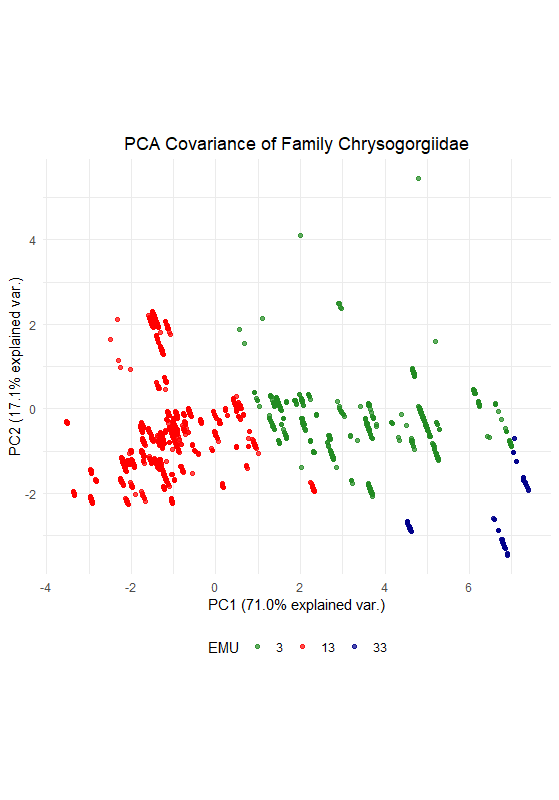 PCA Covariance of Family Chrysogorgiidae
PC2 (17.1% explained var.)
4
2
0
-2
-4 -2 0 2 4 6
PC1 (71.0% explained var.)
EMU 3 13 33